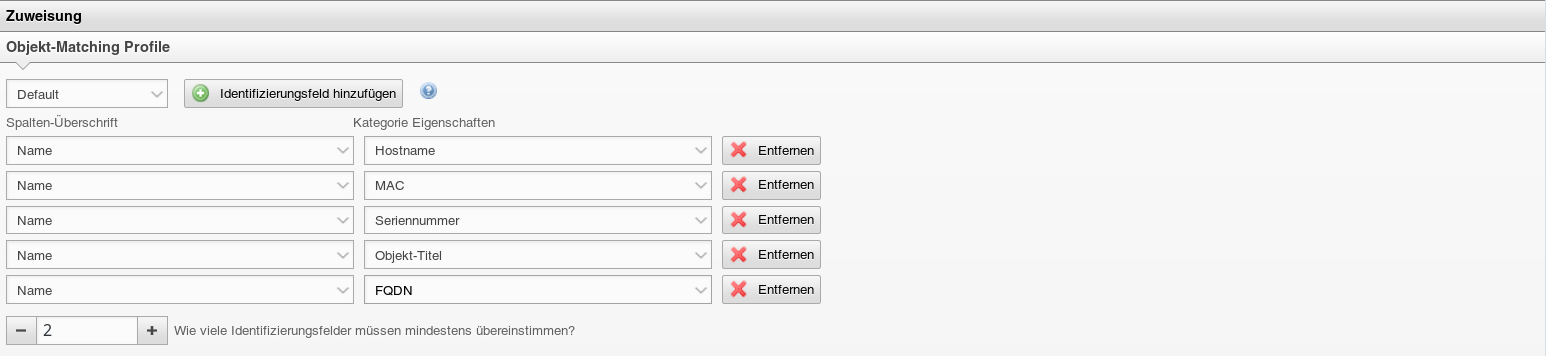 Zuweisung
Objekt-Matching Profile
Default Identifizierungsfeld hinzufügen ?
Spalten-Überschrift Kategorie Eigenschaften
Name Hostname Entfernen
Name MAC Entfernen
Name Seriennummer Entfernen
Name Objekt-Titel Entfernen
Name FQDN Entfernen
− 2 + Wie viele Identifizierungsfelder müssen mindestens übereinstimmen?